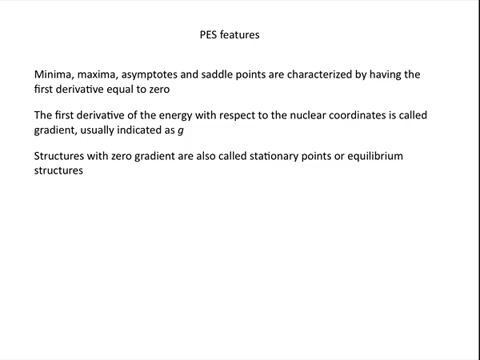 PES features
Minima, maxima, asymptotes and saddle points are characterized by having the
first derivative equal to zero
The first derivative of the energy with respect to the nuclear coordinates is called
gradient, usually indicated as g
Structures with zero gradient are also called stationary points or equilibrium
structures